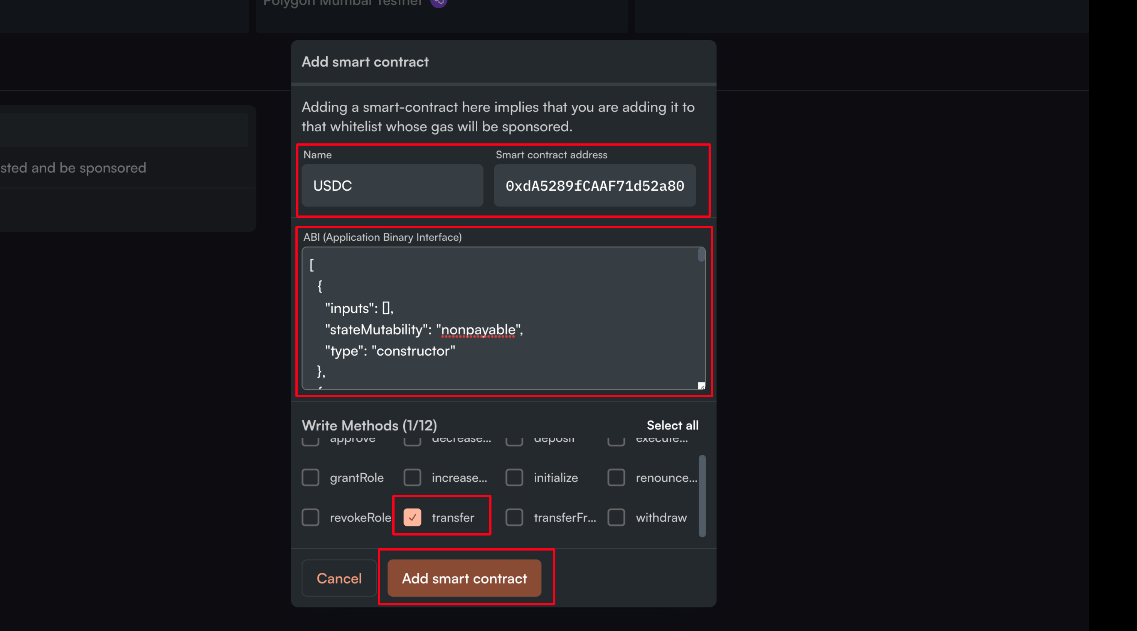 Polygon Mumbai Testnet
Add smart contract
Adding a smart-contract here implies that you are adding it to
that whitelist whose gas will be sponsored.
Name
Smart contract address
USDC
0xdA5289fCAAF71d52a80
sted and be sponsored
ABI (Application Binary Interface)
[
{
"inputs": [],
"stateMutability": "nonpayable",
"type": "constructor"
},
Write Methods (1/12)
Select all
approve
decrease...
deposit
execute...
grantRole
increase...
initialize
renounce...
revokeRole
transfer
transferFr...
withdraw
Cancel
Add smart contract